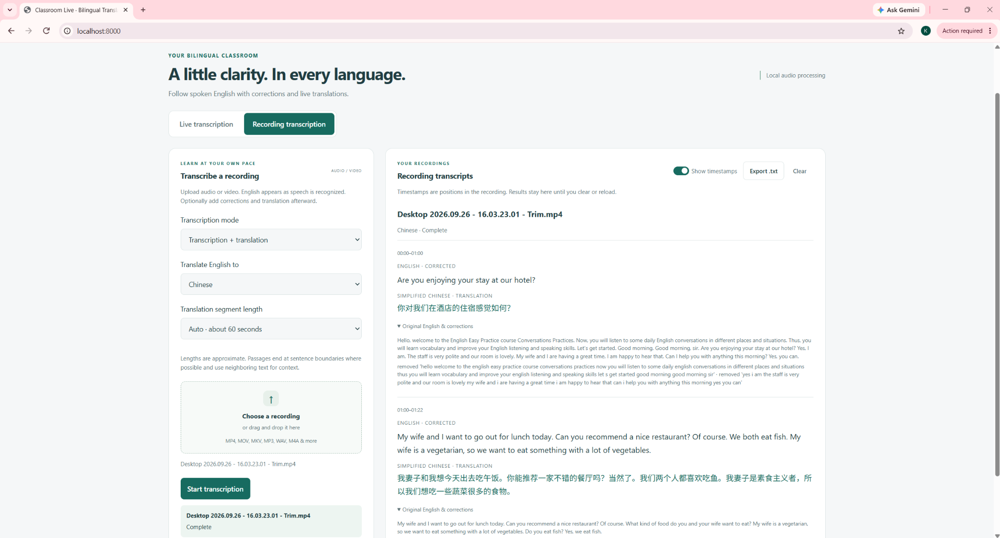 Classroom Live · Bilingual Transl
Ask Gemini
localhost:8000
K
Action required
YOUR BILINGUAL CLASSROOM
A little clarity. In every language.
Local audio processing
Follow spoken English with corrections and live translations.
Live transcription
Recording transcription
LEARN AT YOUR OWN PACE
Transcribe a recording
AUDIO / VIDEO
Upload audio or video. English appears as speech is recognized.
Optionally add corrections and translation afterward.
Transcription mode
Transcription + translation
Translate English to
Chinese
Translation segment length
Auto · about 60 seconds
Lengths are approximate. Passages end at sentence boundaries where
possible and use neighboring text for context.
↑
Choose a recording
or drag and drop it here
MP4, MOV, MKV, MP3, WAV, M4A & more
Desktop 2026.09.26 - 16.03.23.01 - Trim.mp4
Start transcription
Desktop 2026.09.26 - 16.03.23.01 - Trim.mp4
Complete
YOUR RECORDINGS
Recording transcripts
Show timestamps
Export .txt
Clear
Timestamps are positions in the recording. Results stay here until you clear or reload.
Desktop 2026.09.26 - 16.03.23.01 - Trim.mp4
Chinese · Complete
00:00–01:00
ENGLISH · CORRECTED
Are you enjoying your stay at our hotel?
SIMPLIFIED CHINESE · TRANSLATION
你对我们在酒店的住宿感觉如何？
▾ Original English & corrections
Hello, welcome to the English Easy Practice course Conversations Practices. Now, you will listen to some daily English conversations in different places and situations. Thus, you
will learn vocabulary and improve your English listening and speaking skills. Let's get started. Good morning. Good morning, sir. Are you enjoying your stay at our hotel? Yes, I
am. The staff is very polite and our room is lovely. My wife and I are having a great time. I am happy to hear that. Can I help you with anything this morning? Yes, you can.
removed 'hello welcome to the english easy practice course conversations practices now you will listen to some daily english conversations in different places and situations
thus you will learn vocabulary and improve your english listening and speaking skills let s get started good morning good morning sir' · removed 'yes i am the staff is very
polite and our room is lovely my wife and i are having a great time i am happy to hear that can i help you with anything this morning yes you can'
01:00–01:22
ENGLISH · CORRECTED
My wife and I want to go out for lunch today. Can you recommend a nice restaurant? Of course. We both eat fish. My
wife is a vegetarian, so we want to eat something with a lot of vegetables.
SIMPLIFIED CHINESE · TRANSLATION
我妻子和我想今天出去吃午饭。你能推荐一家不错的餐厅吗？当然了。我们两个人都喜欢吃鱼。我妻子是素食主义者，所
以我们想吃一些蔬菜很多的食物。
▾ Original English & corrections
My wife and I want to go out for lunch today. Can you recommend a nice restaurant? Of course. What kind of food do you and your wife want to eat? My wife is a vegetarian,
so we want to eat something with a lot of vegetables. Do you eat fish? Yes, we eat fish.